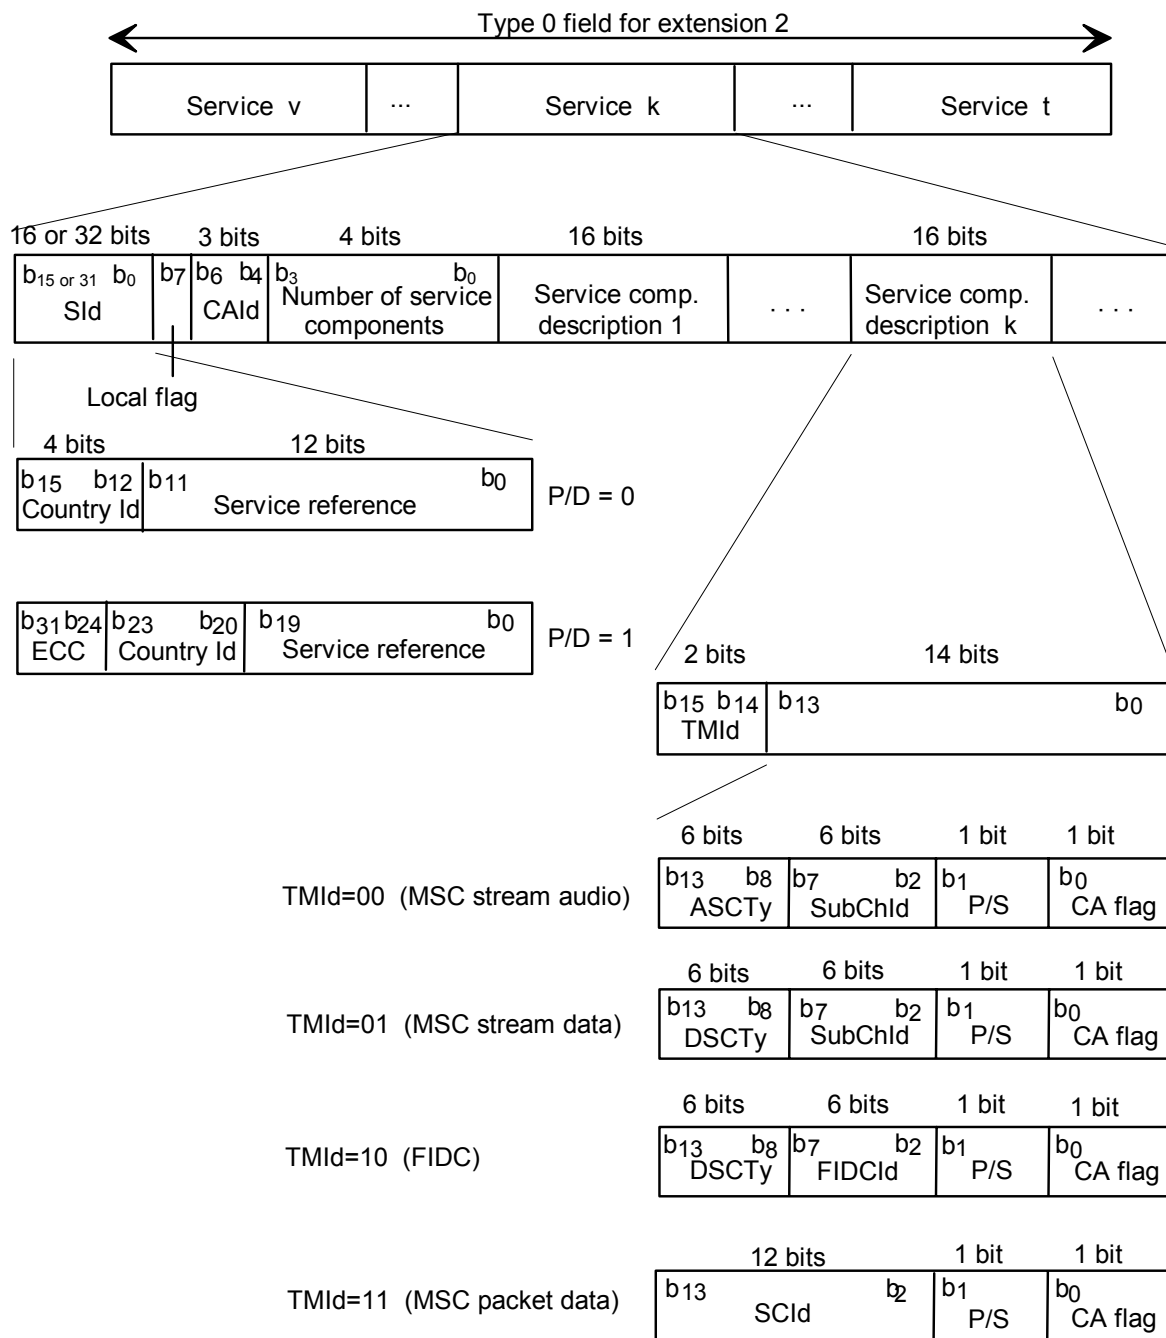 Type 0 field for extension 2
Service v ... Service k ... Service t
16 or 32 bits 3 bits 4 bits 16 bits 16 bits
b15 or 31 b0 b7 b6 b4 b3 b0
SId CAId Number of service components Service comp. description 1 . . . Service comp. description k . . .
Local flag
4 bits 12 bits
b15 b12 b11 b0
Country Id Service reference P/D = 0
b31 b24 b23 b20 b19 b0
ECC Country Id Service reference P/D = 1
2 bits 14 bits
b15 b14 b13 b0
TMId
6 bits 6 bits 1 bit 1 bit
b13 b8 b7 b2 b1 b0
TMId=00 (MSC stream audio) ASCTy SubChId P/S CA flag
6 bits 6 bits 1 bit 1 bit
b13 b8 b7 b2 b1 b0
TMId=01 (MSC stream data) DSCTy SubChId P/S CA flag
6 bits 6 bits 1 bit 1 bit
b13 b8 b7 b2 b1 b0
TMId=10 (FIDC) DSCTy FIDCId P/S CA flag
12 bits 1 bit 1 bit
b13 b2 b1 b0
TMId=11 (MSC packet data) SCId P/S CA flag